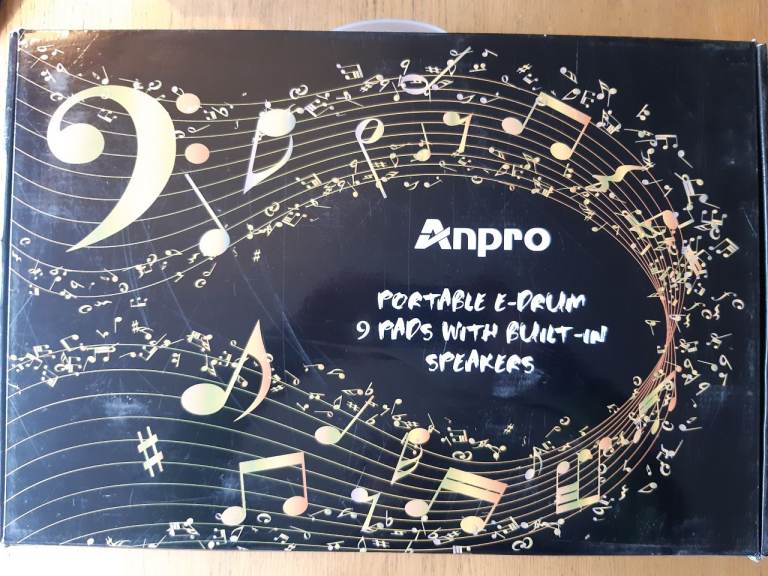 Anpro
PORTABLE E-DRUM
9 PADS WITH BUILT-IN
SPEAKERS